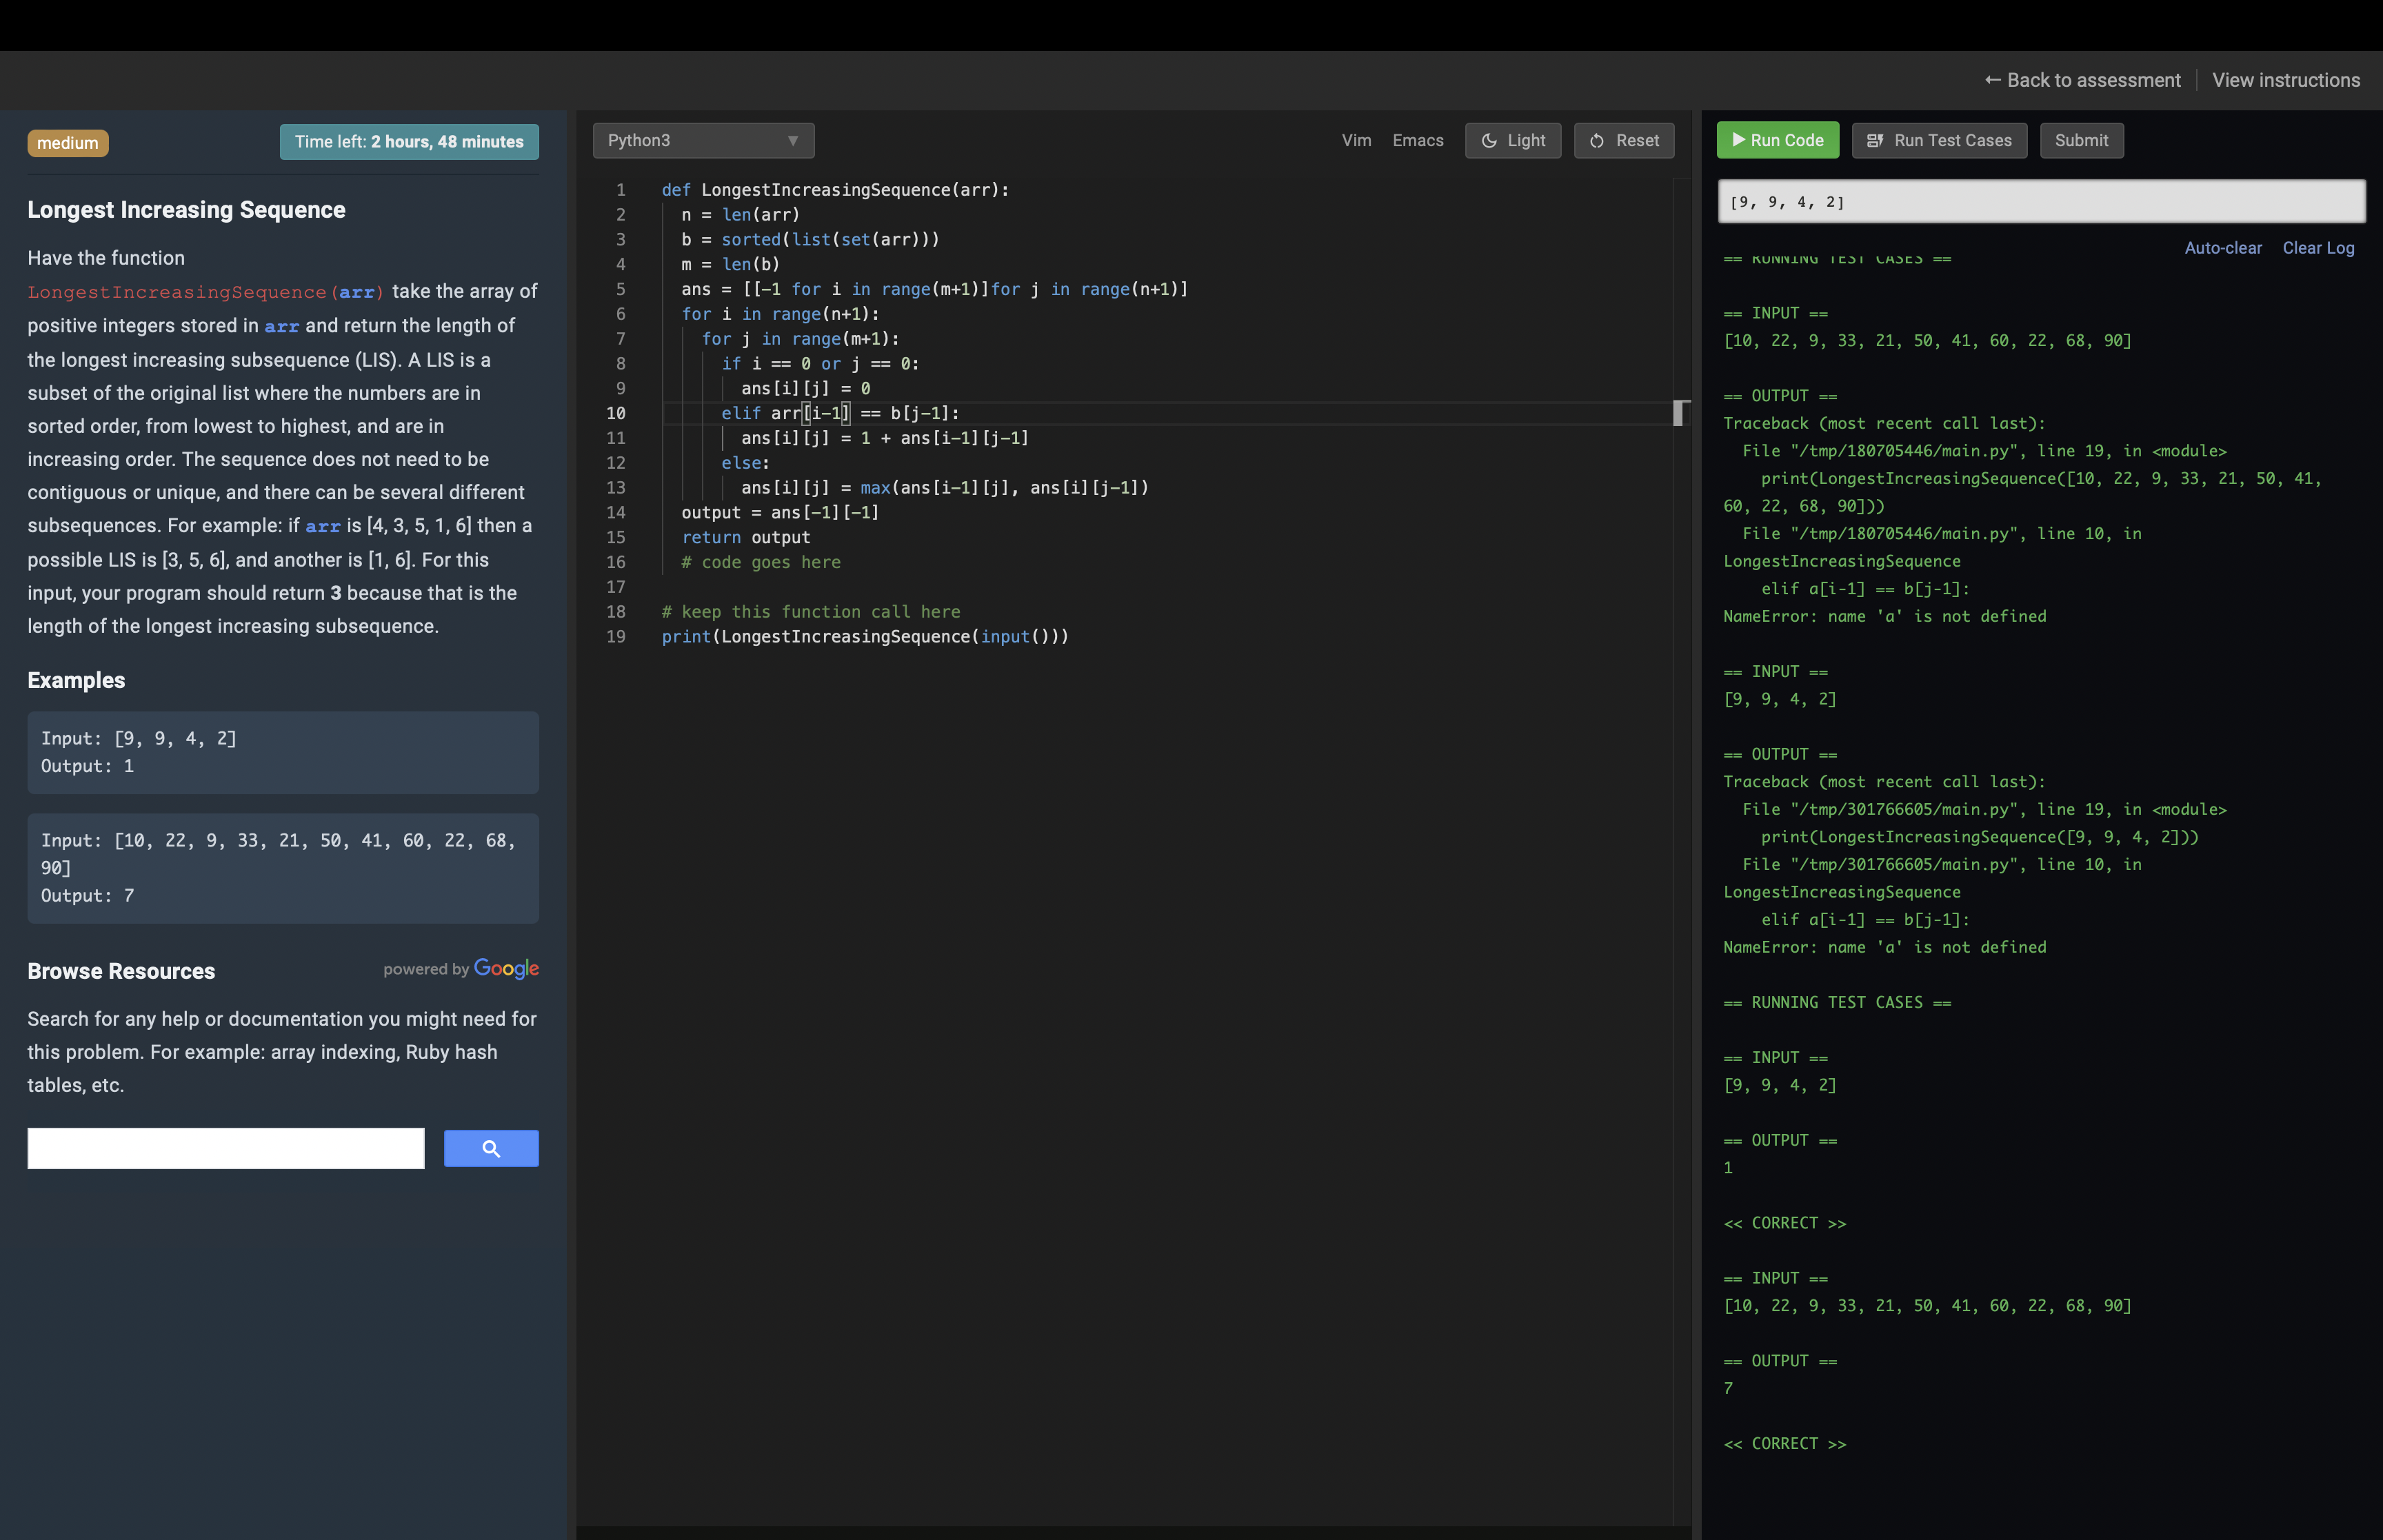 ← Back to assessment
View instructions
medium
Time left: 2 hours, 48 minutes
Longest Increasing Sequence
Have the function
LongestIncreasingSequence(arr) take the array of
positive integers stored in arr and return the length of
the longest increasing subsequence (LIS). A LIS is a
subset of the original list where the numbers are in
sorted order, from lowest to highest, and are in
increasing order. The sequence does not need to be
contiguous or unique, and there can be several different
subsequences. For example: if arr is [4, 3, 5, 1, 6] then a
possible LIS is [3, 5, 6], and another is [1, 6]. For this
input, your program should return 3 because that is the
length of the longest increasing subsequence.
Examples
Input: [9, 9, 4, 2]
Output: 1
Input: [10, 22, 9, 33, 21, 50, 41, 60, 22, 68,
90]
Output: 7
Browse Resources
powered by Google
Search for any help or documentation you might need for
this problem. For example: array indexing, Ruby hash
tables, etc.
Python3
Vim
Emacs
Light
Reset
1 def LongestIncreasingSequence(arr):
2 n = len(arr)
3 b = sorted(list(set(arr)))
4 m = len(b)
5 ans = [[-1 for i in range(m+1)]for j in range(n+1)]
6 for i in range(n+1):
7 for j in range(m+1):
8 if i == 0 or j == 0:
9 ans[i][j] = 0
10 elif arr[i-1] == b[j-1]:
11 ans[i][j] = 1 + ans[i-1][j-1]
12 else:
13 ans[i][j] = max(ans[i-1][j], ans[i][j-1])
14 output = ans[-1][-1]
15 return output
16 # code goes here
17
18 # keep this function call here
19 print(LongestIncreasingSequence(input()))
Run Code
Run Test Cases
Submit
[9, 9, 4, 2]
Auto-clear
Clear Log
== RUNNING TEST CASES ==
== INPUT ==
[10, 22, 9, 33, 21, 50, 41, 60, 22, 68, 90]
== OUTPUT ==
Traceback (most recent call last):
File "/tmp/180705446/main.py", line 19, in <module>
print(LongestIncreasingSequence([10, 22, 9, 33, 21, 50, 41,
60, 22, 68, 90]))
File "/tmp/180705446/main.py", line 10, in
LongestIncreasingSequence
elif a[i-1] == b[j-1]:
NameError: name 'a' is not defined
== INPUT ==
[9, 9, 4, 2]
== OUTPUT ==
Traceback (most recent call last):
File "/tmp/301766605/main.py", line 19, in <module>
print(LongestIncreasingSequence([9, 9, 4, 2]))
File "/tmp/301766605/main.py", line 10, in
LongestIncreasingSequence
elif a[i-1] == b[j-1]:
NameError: name 'a' is not defined
== RUNNING TEST CASES ==
== INPUT ==
[9, 9, 4, 2]
== OUTPUT ==
1
<< CORRECT >>
== INPUT ==
[10, 22, 9, 33, 21, 50, 41, 60, 22, 68, 90]
== OUTPUT ==
7
<< CORRECT >>